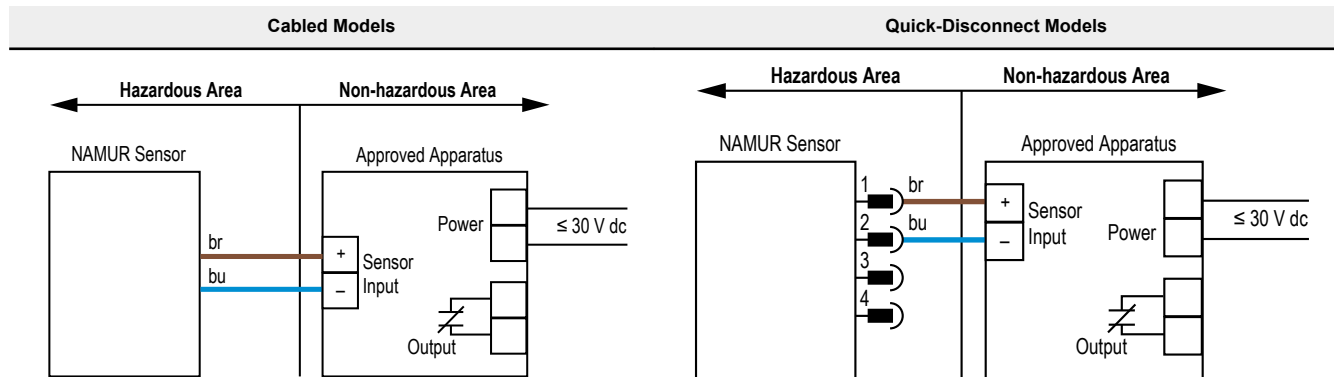 Cabled Models
Quick-Disconnect Models
Hazardous Area
Non-hazardous Area
NAMUR Sensor
Approved Apparatus
Power
≤ 30 V dc
br
bu
+
–
Sensor
Input
Output
Hazardous Area
Non-hazardous Area
NAMUR Sensor
Approved Apparatus
1
br
2
bu
3
4
+
–
Sensor
Input
Power
≤ 30 V dc
Output